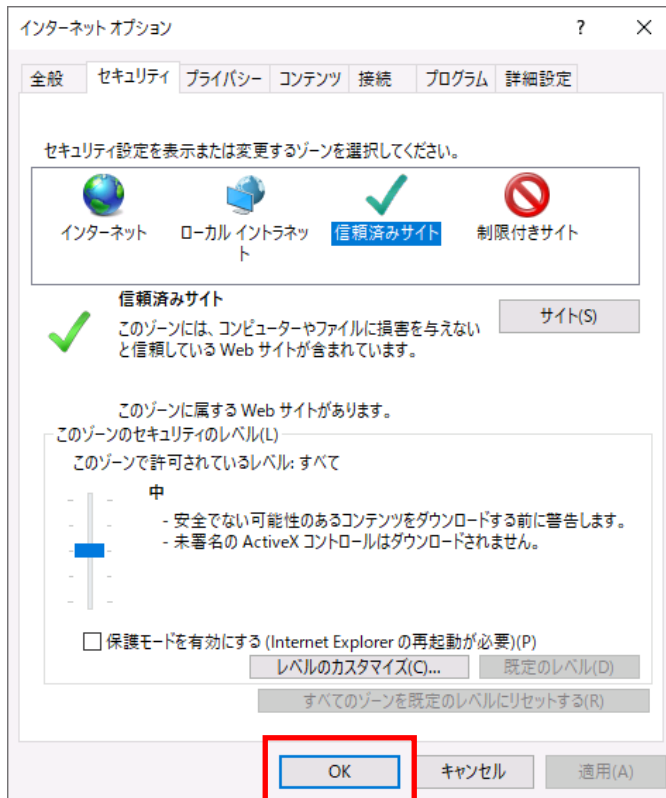 インターネット オプション
?
全般 セキュリティ プライバシー コンテンツ 接続 プログラム 詳細設定
セキュリティ設定を表示または変更するゾーンを選択してください。
インターネット
ローカル イントラネッ
ト
信頼済みサイト
制限付きサイト
信頼済みサイト
サイト(S)
このゾーンには、コンピューターやファイルに損害を与えない
と信頼している Web サイトが含まれています。
このゾーンに属する Web サイトがあります。
このゾーンのセキュリティのレベル(L)
このゾーンで許可されているレベル: すべて
中
- 安全でない可能性のあるコンテンツをダウンロードする前に警告します。
- 未署名の ActiveX コントロールはダウンロードされません。
保護モードを有効にする (Internet Explorer の再起動が必要)(P)
レベルのカスタマイズ(C)... 既定のレベル(D)
すべてのゾーンを既定のレベルにリセットする(R)
OK キャンセル 適用(A)